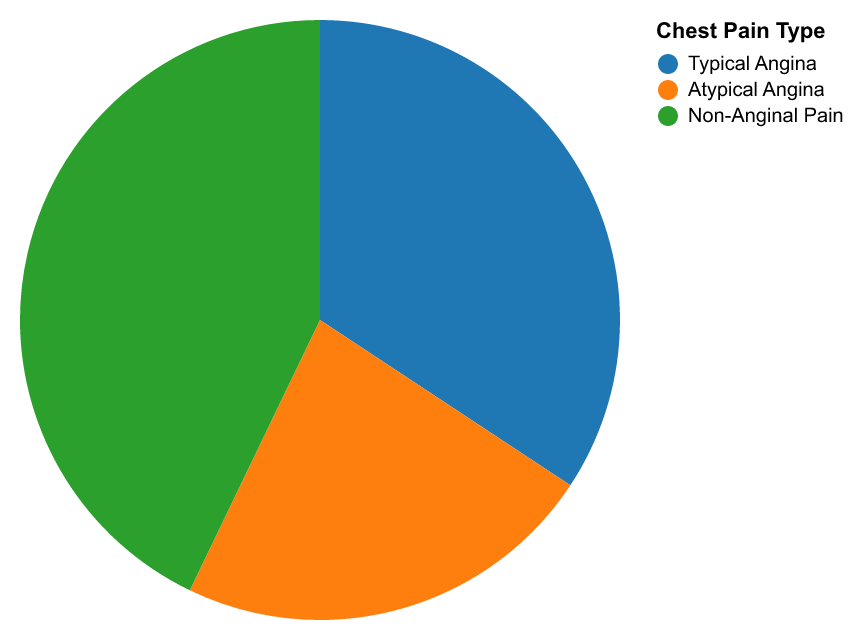 Chest Pain Type
Typical Angina
Atypical Angina
Non-Anginal Pain